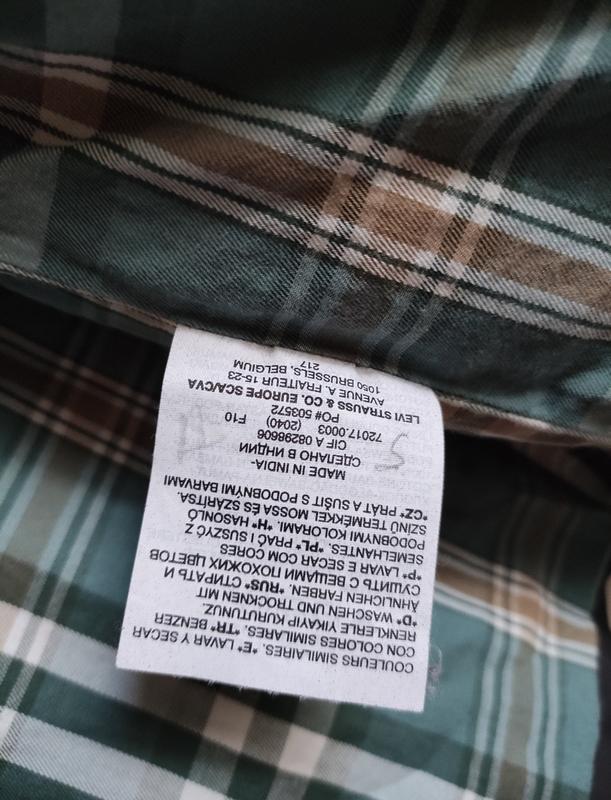 COULEURS SIMILAIRES. *E* LAVAR Y SECAR
CON COLORES SIMILARES. *TR* BENZER
RENKLERLE YIKAYIP KURUTUNUZ.
*D* WASCHEN UND TROCKNEN MIT
ÄHNLICHEN FARBEN. *RUS* СТИРАТЬ И
СУШИТЬ С ВЕЩАМИ ПОХОЖИХ ЦВЕТОВ
*P* LAVAR E SECAR COM CORES
SEMELHANTES. *PL* PRAĆ I SUSZYĆ Z
PODOBNYMI KOLORAMI. *H* HASONLÓ
SZÍNŰ TERMÉKKEL MOSSA ÉS SZÁRÍTSA.
*CZ* PRÁT A SUŠIT S PODOBNÝMI BARVAMI
MADE IN INDIA-
СДЕЛАНО В ИНДИИ
CIF A 08298606
72017.0003 (2040) F10
PO# 503572
LEVI STRAUSS & CO. EUROPE SCA/CVA
AVENUE A. FRAITEUR 15-23
1050 BRUSSELS, BELGIUM
217